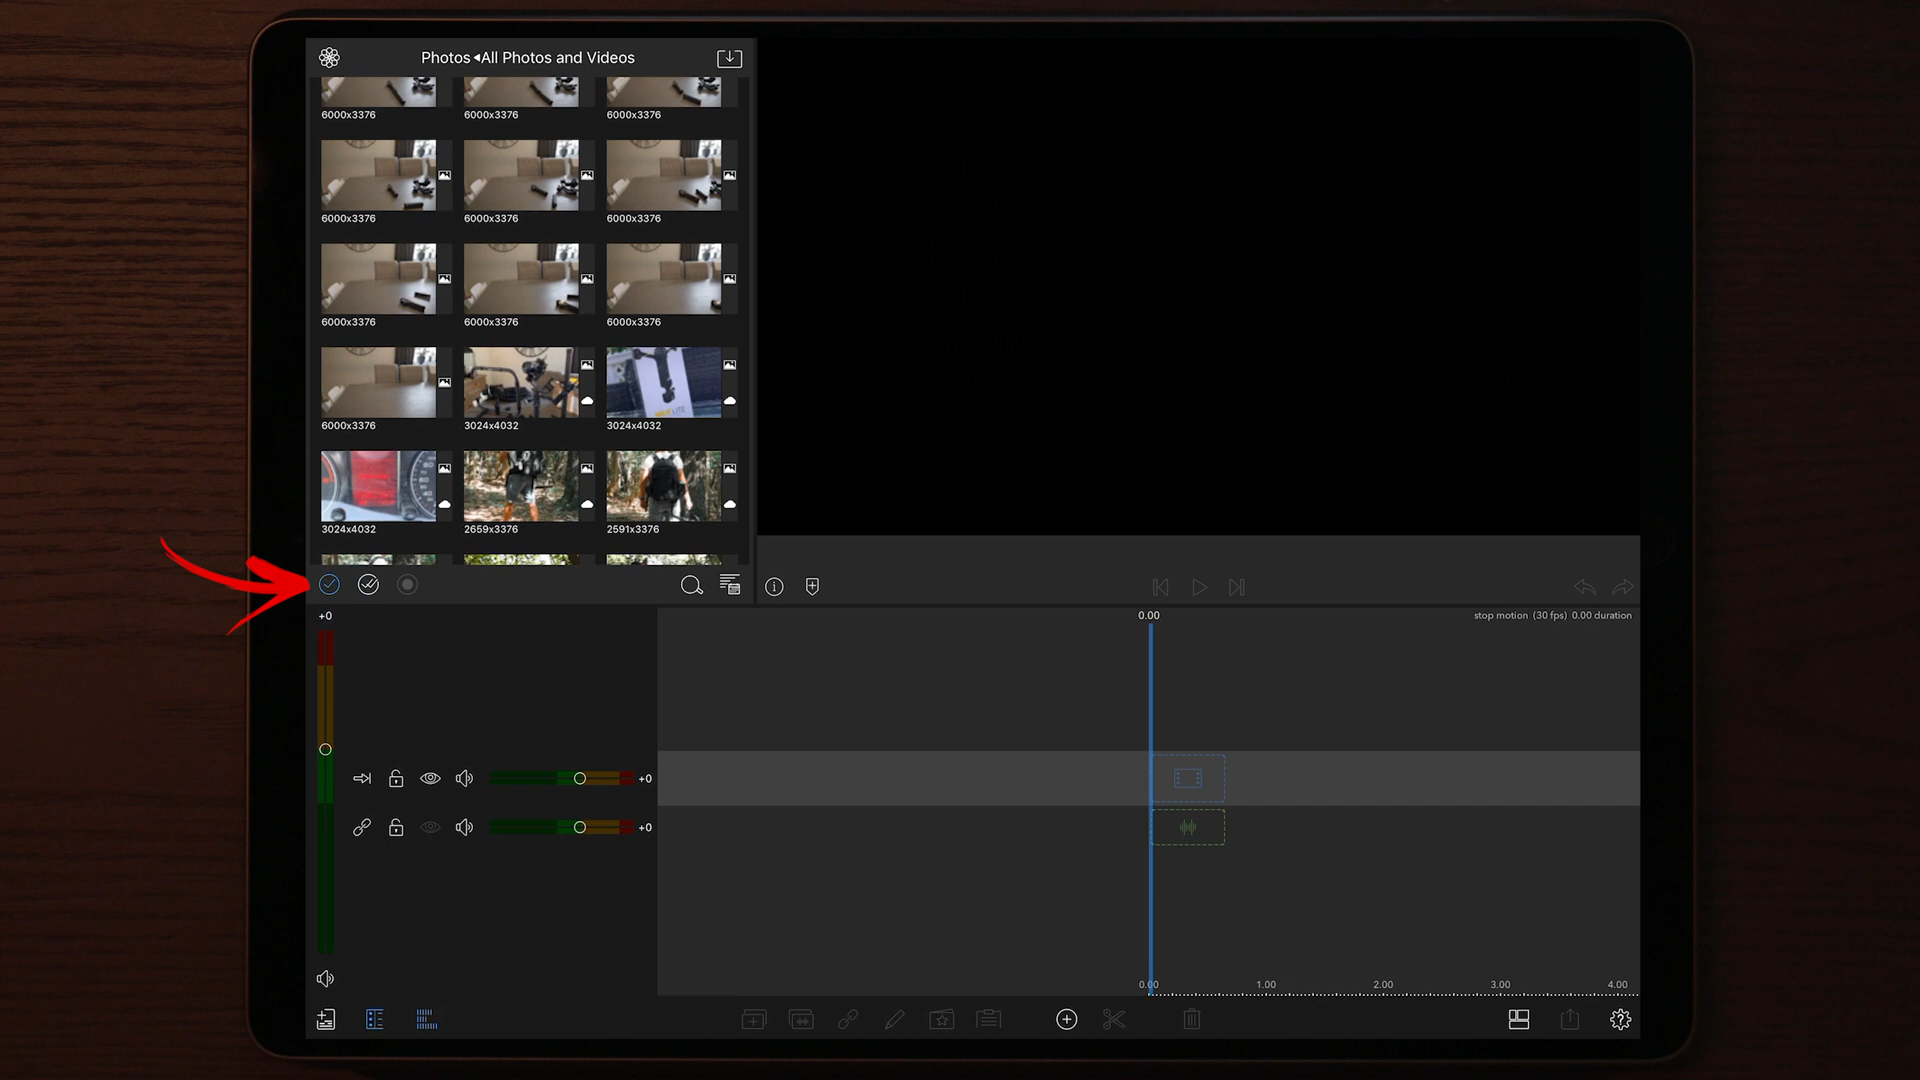 Photos ◂All Photos and Videos
6000x3376 6000x3376 6000x3376
6000x3376 6000x3376 6000x3376
6000x3376 6000x3376 6000x3376
6000x3376 3024x4032 3024x4032
3024x4032 2659x3376 2591x3376
+0
0.00
stop motion (30 fps) 0.00 duration
+0
+0
0.00 1.00 2.00 3.00 4.00